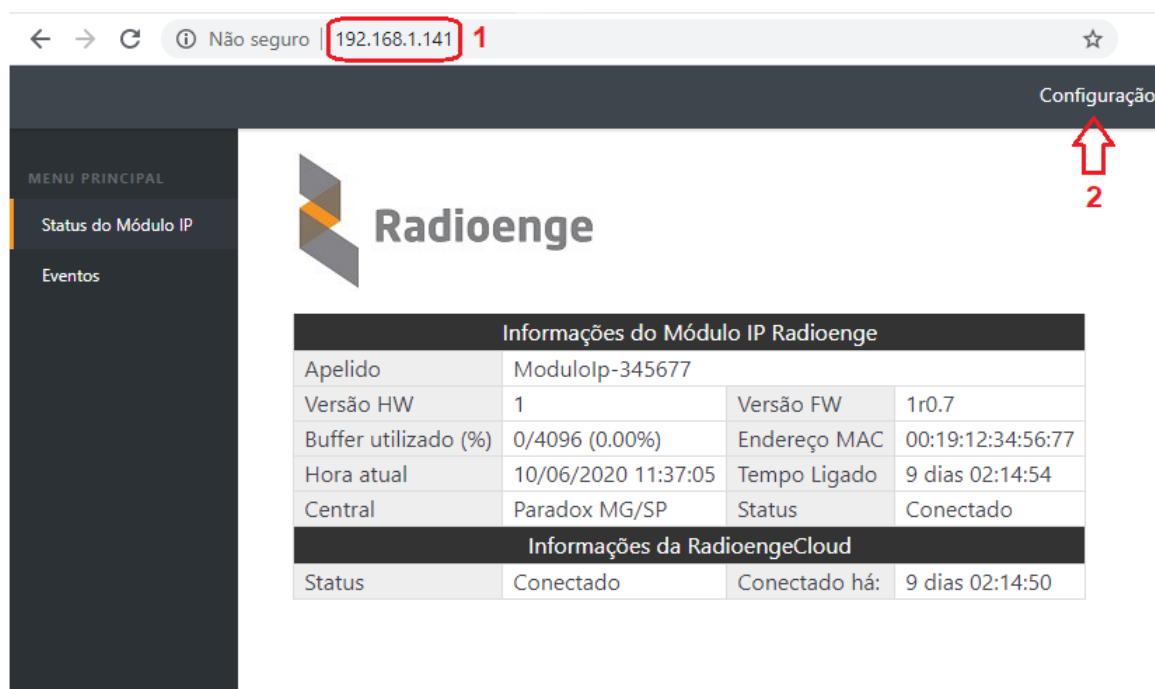 Não seguro | 192.168.1.141 1
Configuração
2
MENU PRINCIPAL
Status do Módulo IP
Eventos
Radioenge
Informações do Módulo IP Radioenge
Apelido ModuloIp-345677
Versão HW 1 Versão FW 1r0.7
Buffer utilizado (%) 0/4096 (0.00%) Endereço MAC 00:19:12:34:56:77
Hora atual 10/06/2020 11:37:05 Tempo Ligado 9 dias 02:14:54
Central Paradox MG/SP Status Conectado
Informações da RadioengeCloud
Status Conectado Conectado há: 9 dias 02:14:50